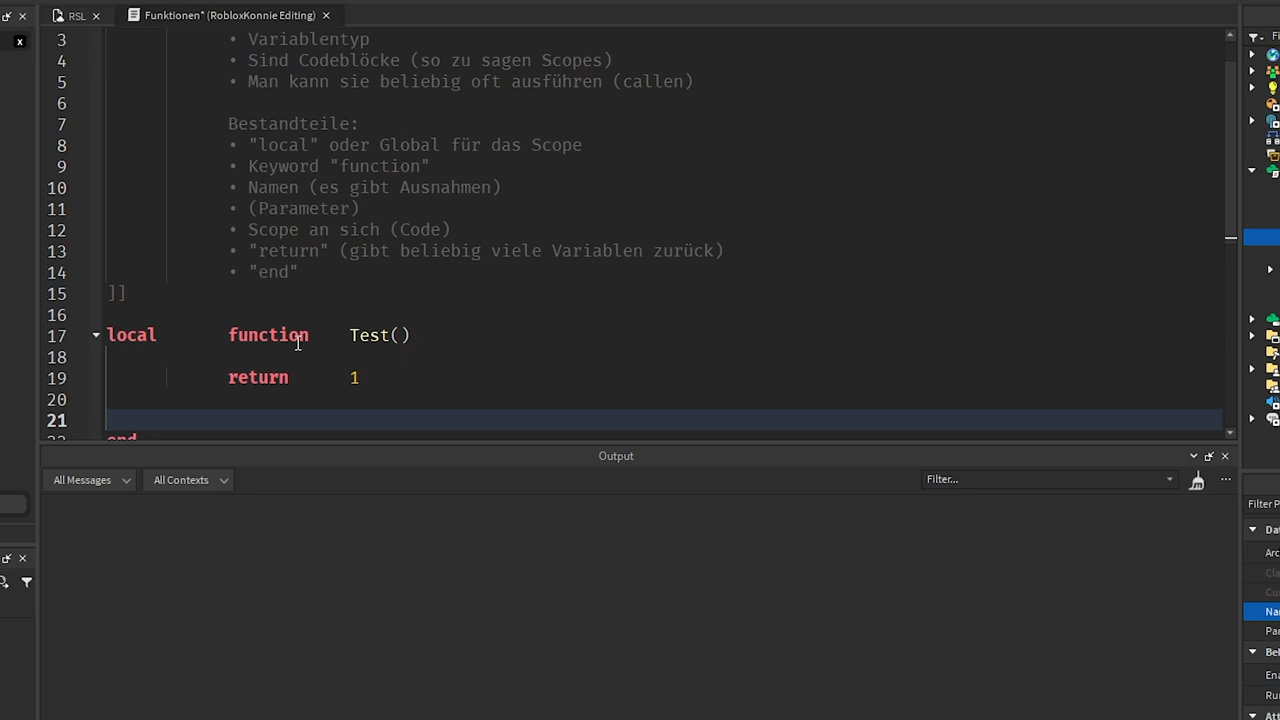 RSL
Funktionen* (RobloxKonnie Editing)
x
3 • Variablentyp
4 • Sind Codeblöcke (so zu sagen Scopes)
5 • Man kann sie beliebig oft ausführen (callen)
6
7 Bestandteile:
8 • "local" oder Global für das Scope
9 • Keyword "function"
10 • Namen (es gibt Ausnahmen)
11 • (Parameter)
12 • Scope an sich (Code)
13 • "return" (gibt beliebig viele Variablen zurück)
14 • "end"
15 ]]
16
17 local function Test()
18
19 return 1
20
21
22 end
Output
All Messages All Contexts Filter...
Filter P